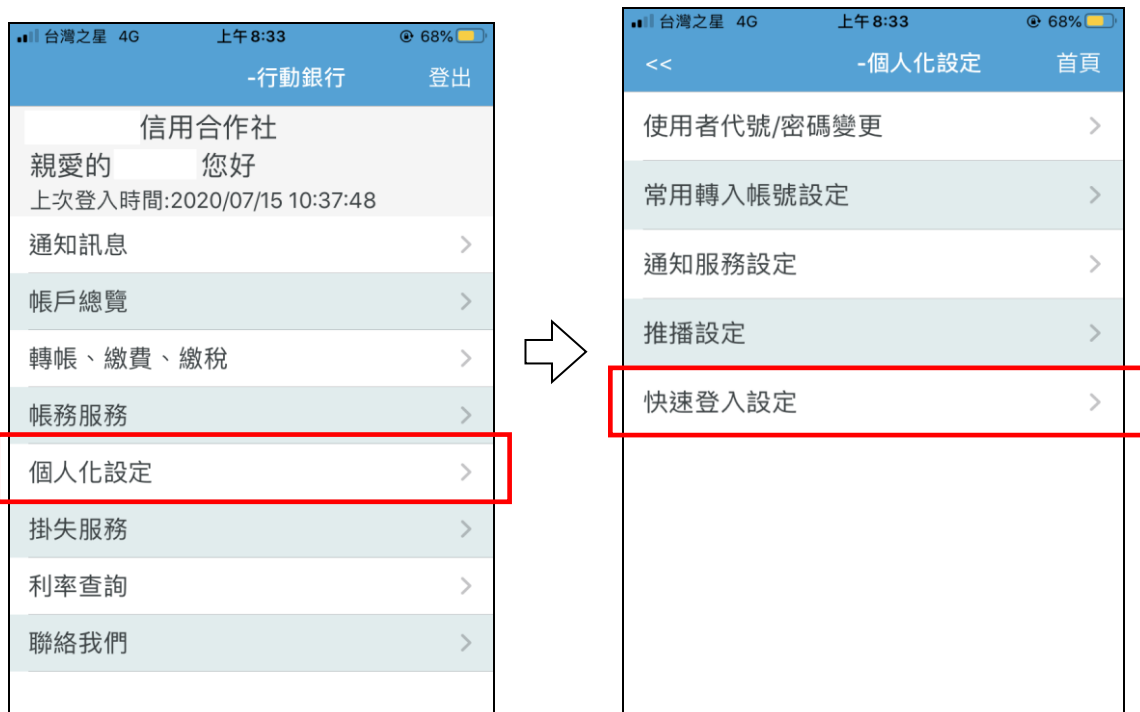 台灣之星 4G 上午8:33 68%
-行動銀行 登出
信用合作社
親愛的 您好
上次登入時間:2020/07/15 10:37:48
通知訊息
帳戶總覽
轉帳、繳費、繳稅
帳務服務
個人化設定
掛失服務
利率查詢
聯絡我們
台灣之星 4G 上午8:33 68%
<< -個人化設定 首頁
使用者代號/密碼變更
常用轉入帳號設定
通知服務設定
推播設定
快速登入設定